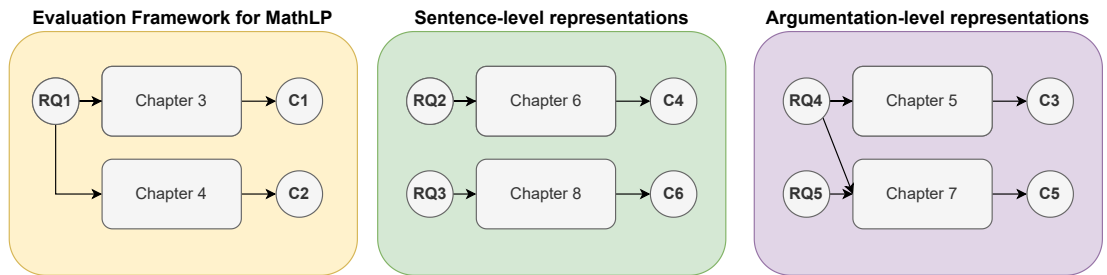 Evaluation Framework for MathLP
RQ1
Chapter 3
C1
Chapter 4
C2
Sentence-level representations
RQ2
Chapter 6
C4
RQ3
Chapter 8
C6
Argumentation-level representations
RQ4
Chapter 5
C3
RQ5
Chapter 7
C5